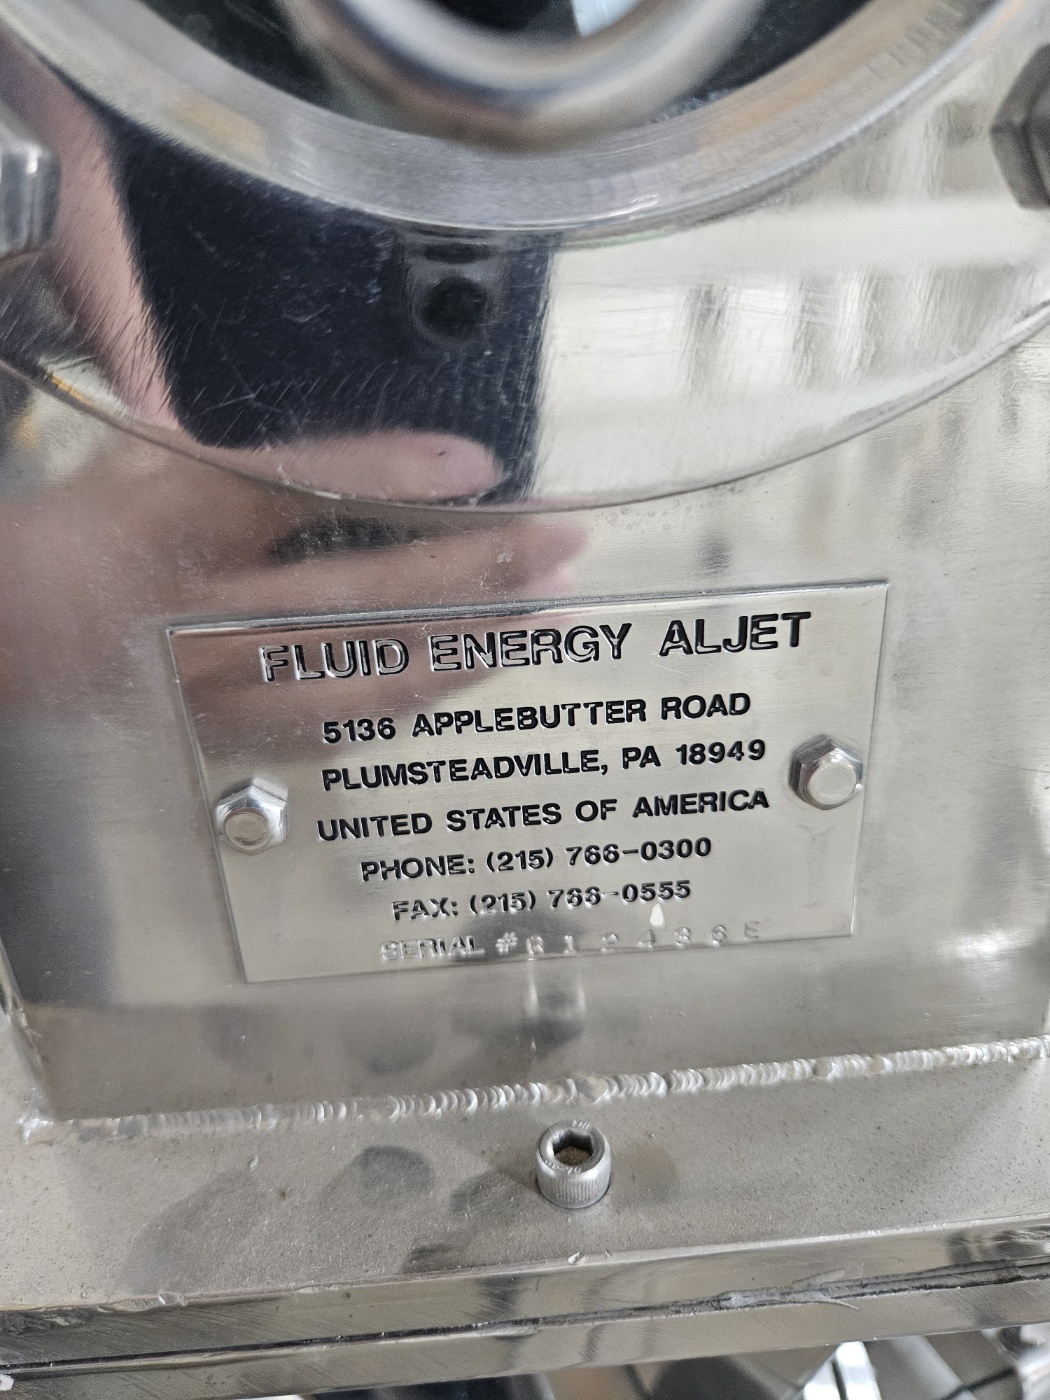 FLUID ENERGY ALJET
5136 APPLEBUTTER ROAD
PLUMSTEADVILLE, PA 18949
UNITED STATES OF AMERICA
PHONE: (215) 766-0300
FAX: (215) 766-0555
SERIAL #